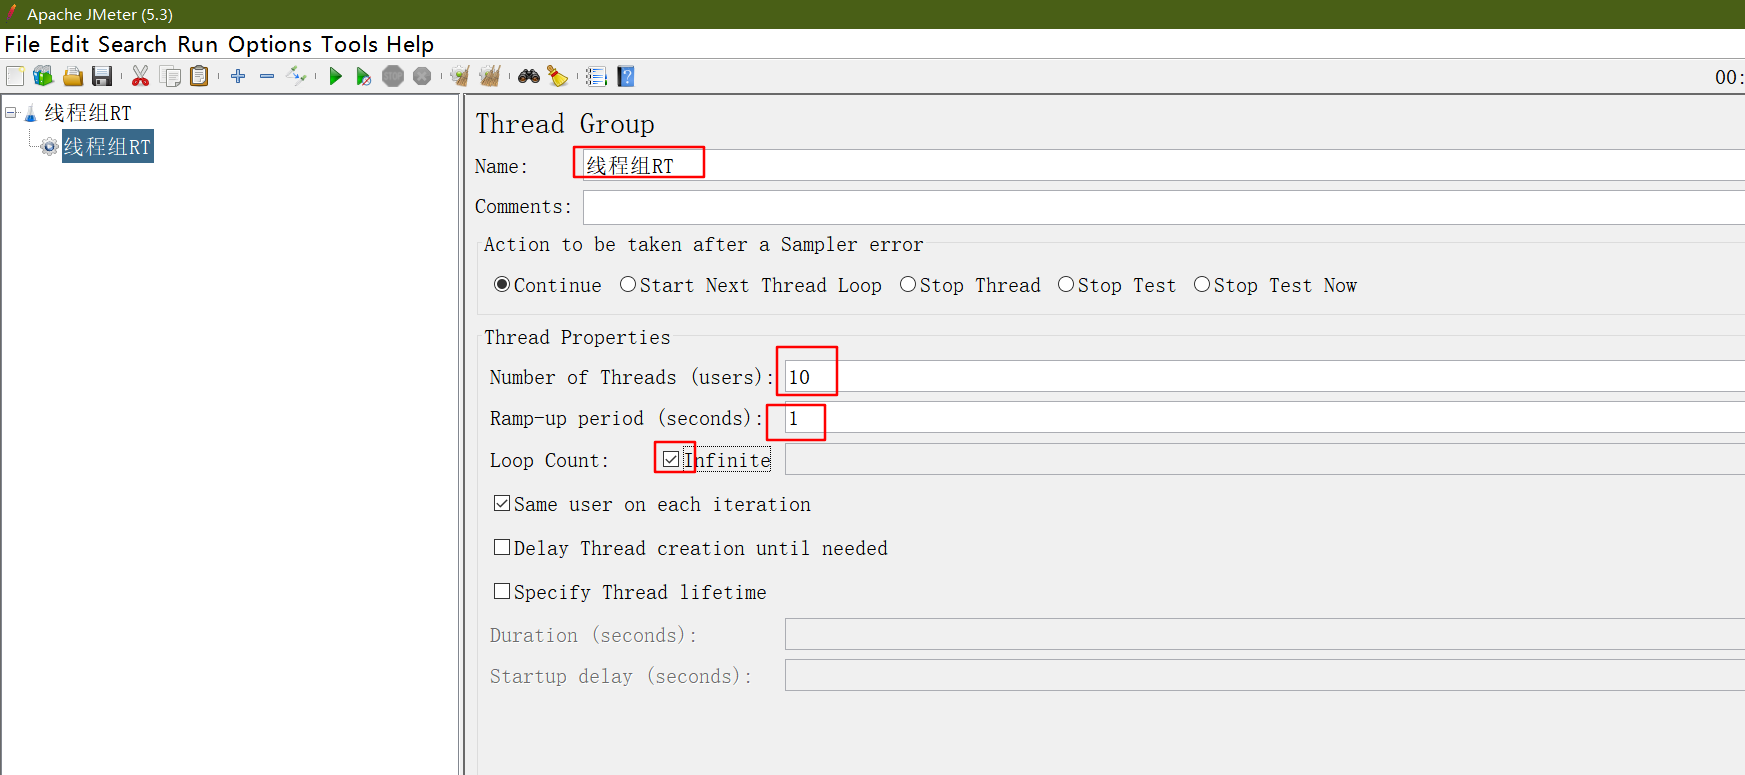 Apache JMeter (5.3)
File Edit Search Run Options Tools Help
STOP
?
00:
线程组RT
线程组RT
Thread Group
Name: 线程组RT
Comments:
Action to be taken after a Sampler error
Continue Start Next Thread Loop Stop Thread Stop Test Stop Test Now
Thread Properties
Number of Threads (users): 10
Ramp-up period (seconds): 1
Loop Count: Infinite
Same user on each iteration
Delay Thread creation until needed
Specify Thread lifetime
Duration (seconds):
Startup delay (seconds):